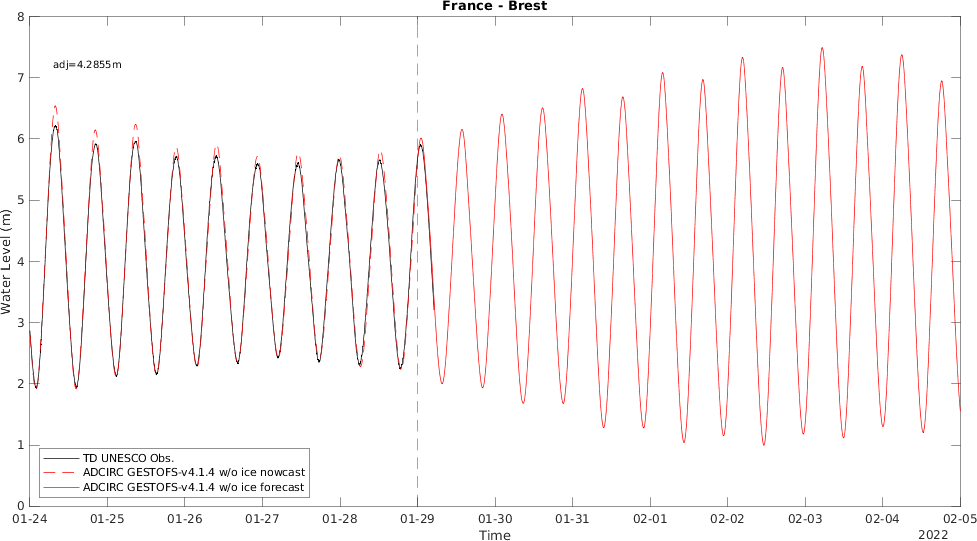 France - Brest
adj=4.2855m
Water Level (m)
8
7
6
5
4
3
2
1
0
TD UNESCO Obs.
ADCIRC GESTOFS-v4.1.4 w/o ice nowcast
ADCIRC GESTOFS-v4.1.4 w/o ice forecast
01-24 01-25 01-26 01-27 01-28 01-29 01-30 01-31 02-01 02-02 02-03 02-04 02-05
Time
2022